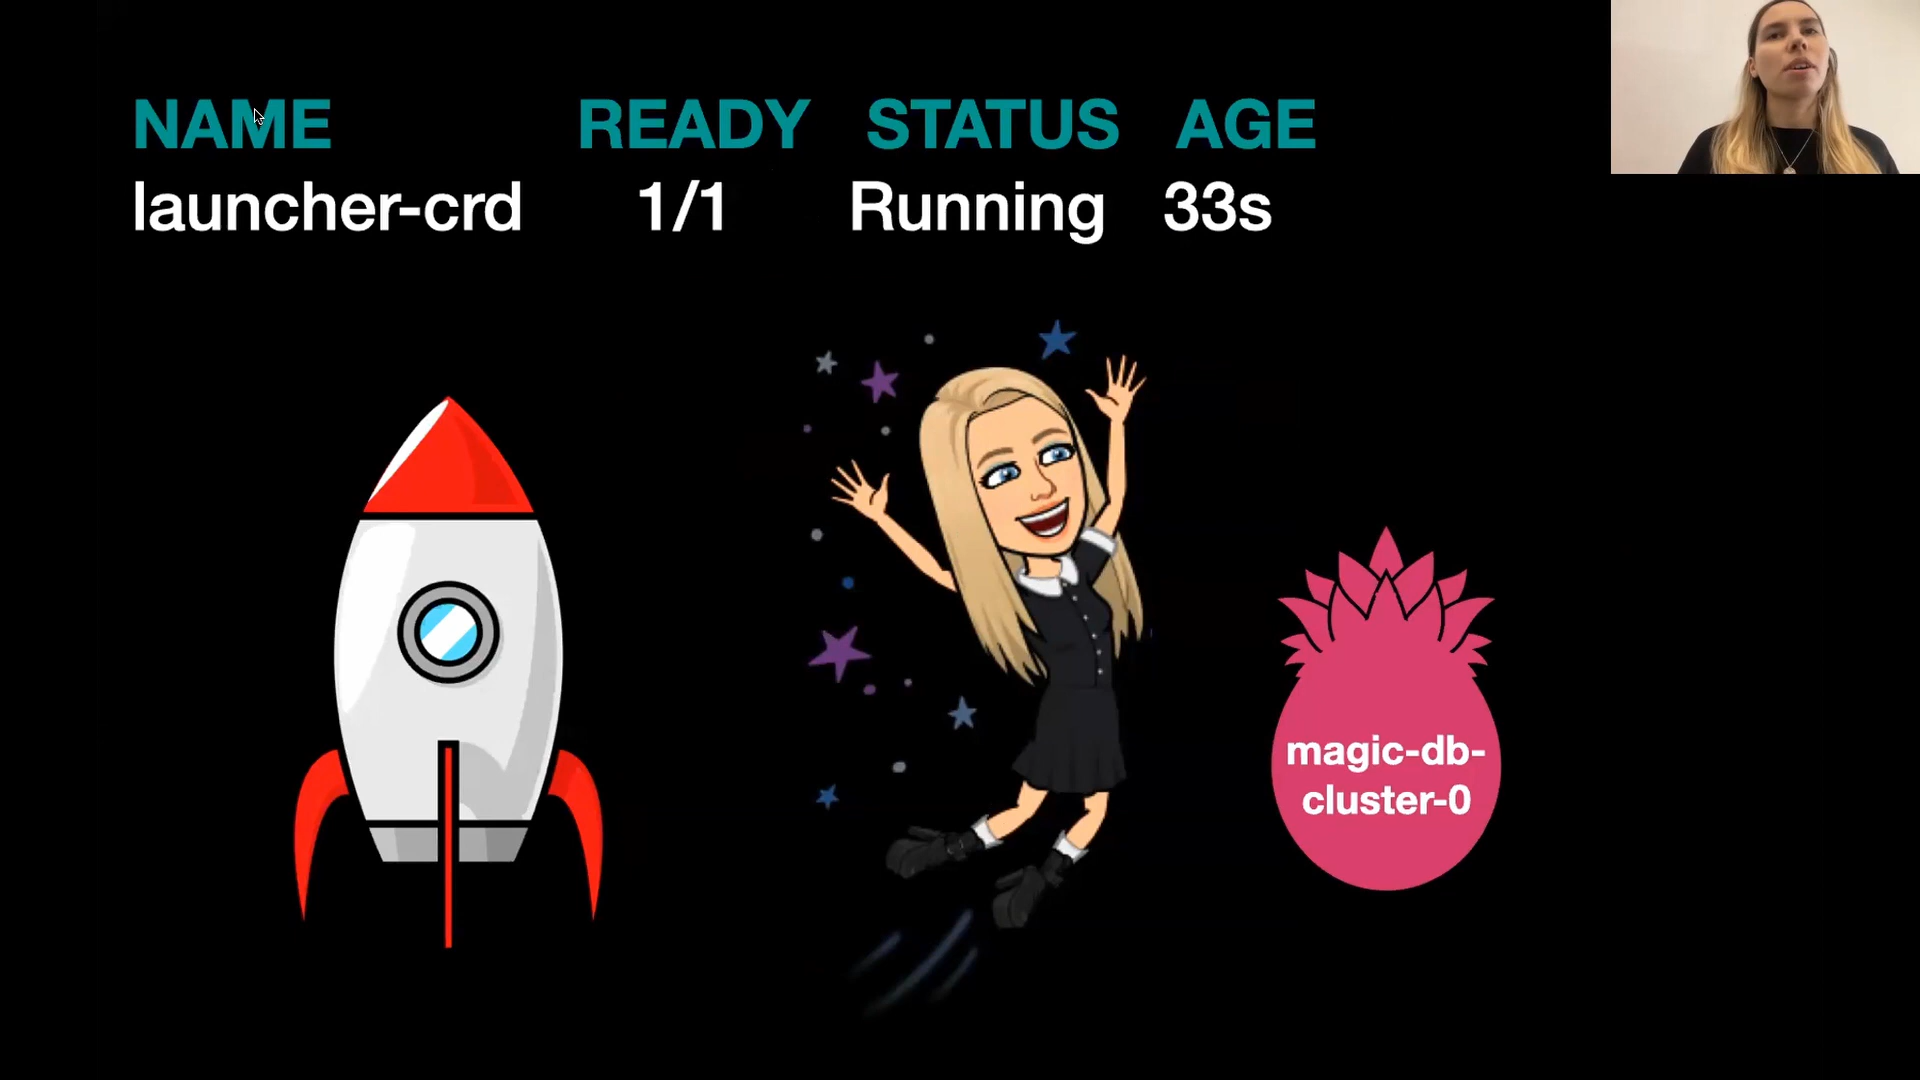 NAME READY STATUS AGE
launcher-crd 1/1 Running 33s
magic-db-
cluster-0